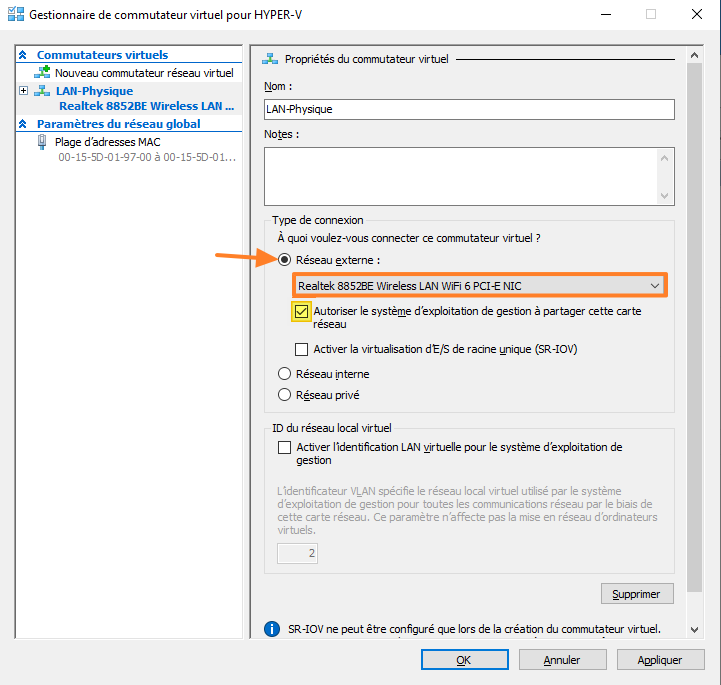 Gestionnaire de commutateur virtuel pour HYPER-V
Commutateurs virtuels
Nouveau commutateur réseau virtuel
LAN-Physique
Realtek 8852BE Wireless LAN ...
Paramètres du réseau global
Plage d'adresses MAC
00-15-5D-01-97-00 à 00-15-5D-01...
Propriétés du commutateur virtuel
Nom :
LAN-Physique
Notes :
Type de connexion
À quoi voulez-vous connecter ce commutateur virtuel ?
Réseau externe :
Realtek 8852BE Wireless LAN WiFi 6 PCI-E NIC
Autoriser le système d'exploitation de gestion à partager cette carte
réseau
Activer la virtualisation d'E/S de racine unique (SR-IOV)
Réseau interne
Réseau privé
ID du réseau local virtuel
Activer l'identification LAN virtuelle pour le système d'exploitation de
gestion
L'identificateur VLAN spécifie le réseau local virtuel utilisé par le système
d'exploitation de gestion pour toutes les communications réseau par le biais de
cette carte réseau. Ce paramètre n'affecte pas la mise en réseau d'ordinateurs
virtuels.
2
Supprimer
SR-IOV ne peut être configuré que lors de la création du commutateur virtuel.
OK
Annuler
Appliquer